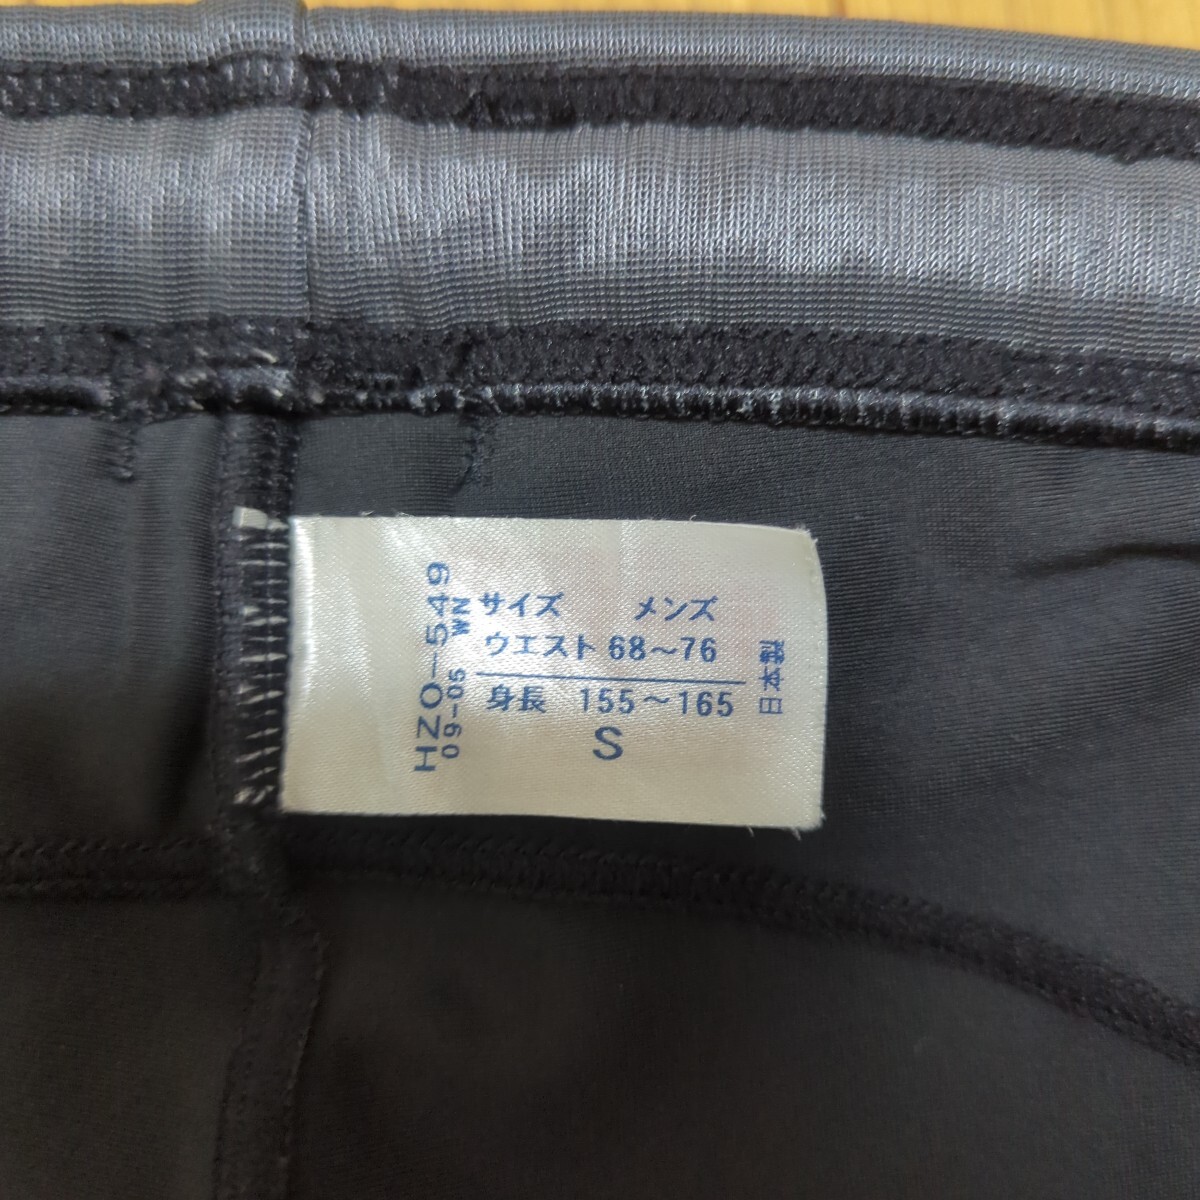 サイズ メンズ
ウエスト 68〜76
身長 155〜165
S
HZO-549
09-05 WN
日本製